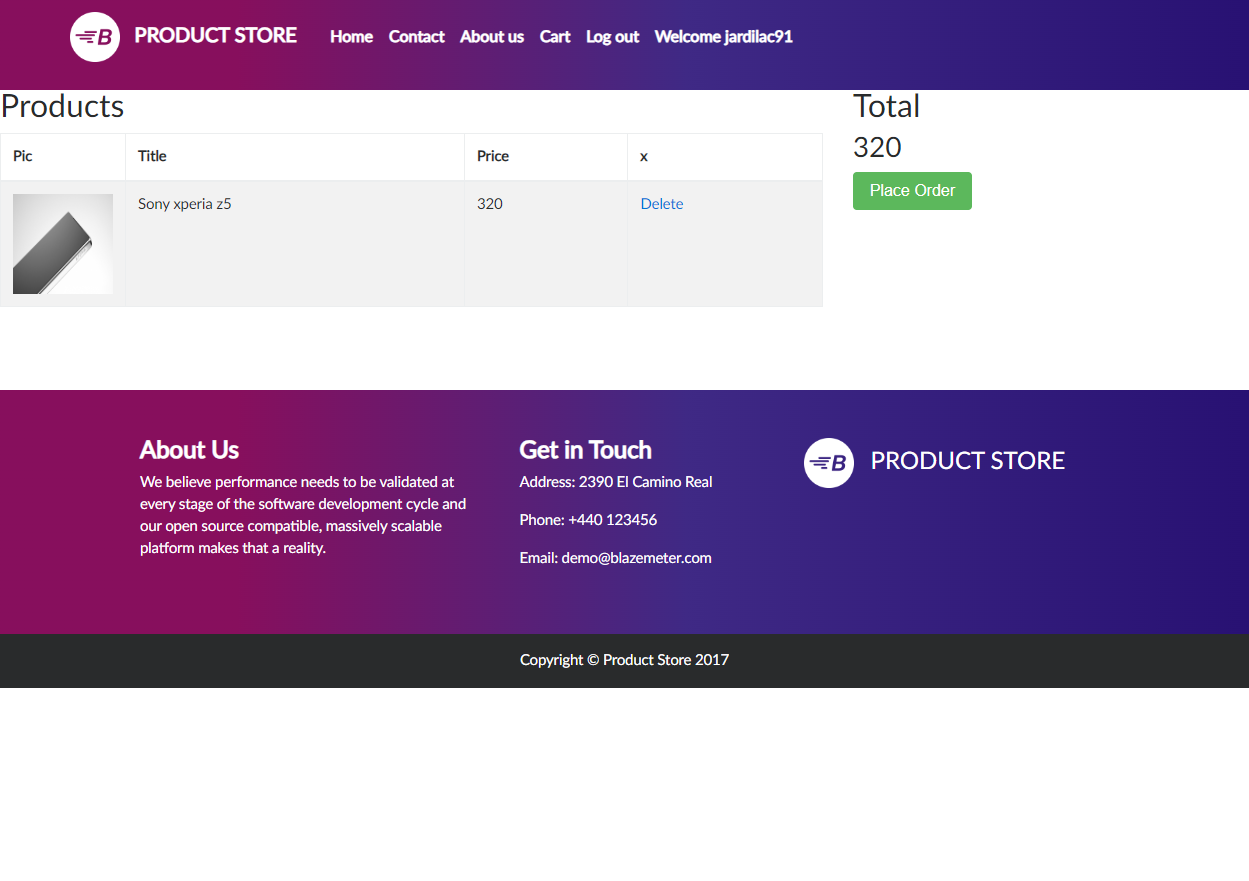 B PRODUCT STORE Home Contact About us Cart Log out Welcome jardilac91
Products
Pic Title Price x
Sony xperia z5 320 Delete
Total
320
Place Order
About Us
We believe performance needs to be validated at
every stage of the software development cycle and
our open source compatible, massively scalable
platform makes that a reality.
Get in Touch
Address: 2390 El Camino Real
Phone: +440 123456
Email: demo@blazemeter.com
B PRODUCT STORE
Copyright © Product Store 2017